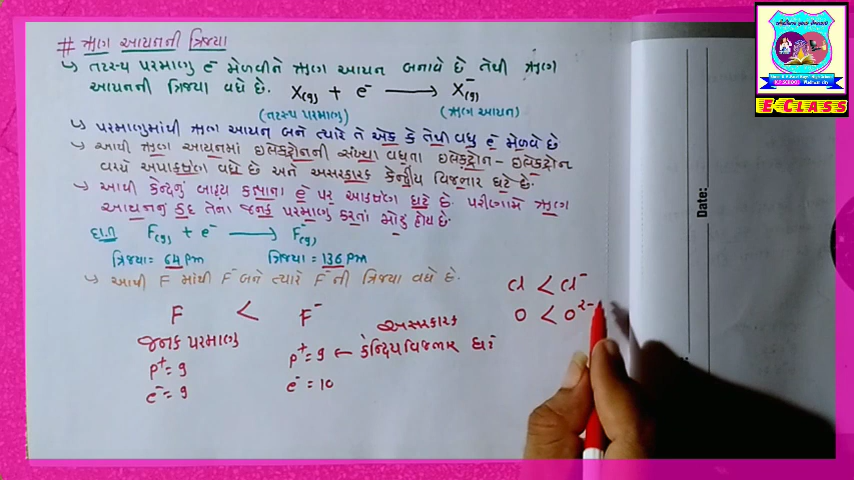 # ઋણ આયનની ત્રિજ્યા
↳ તટસ્થ પરમાણુ e⁻ મેળવીને ઋણ આયન બનાવે છે તેથી ઋણ
આયનની ત્રિજ્યા વધે છે. X(g) + e⁻ ⟶ X⁻(g)
(તટસ્થ પરમાણુ) (ઋણ આયન)
↳ પરમાણુમાંથી ઋણ આયન બને ત્યારે તે એક કે તેથી વધુ e⁻ મેળવે છે
↳ આથી ઋણ આયનમાં ઇલેક્ટ્રોનની સંખ્યા વધુતા ઇલેક્ટ્રોન - ઇલેક્ટ્રોન
વચ્ચે અપાકર્ષણ વધે છે અને અસરકારક કેન્દ્રીય વિજભાર ઘટે છે.
↳ આથી કેન્દ્રનું બાહ્ય કક્ષાના e⁻ પર આકર્ષણ ઘટે છે. પરીણામે ઋણ
આયનનું કદ તેના જનક પરમાણુ કરતાં મોટું હોય છે.
દા.ત F(g) + e⁻ ⟶ F⁻(g)
ત્રિજ્યા = 64 Pm ત્રિજ્યા = 136 pm
↳ આથી F માંથી F⁻ બને ત્યારે F⁻ની ત્રિજ્યા વધે છે.
Cl < Cl⁻
F < F⁻
O < O²⁻
જનક પરમાણુ
અસરકારક
P⁺= 9 P⁺= 9 ← કેન્દ્રિય વિજભાર
e⁻ = 9 e⁻ = 10
Date:
E-CLASS